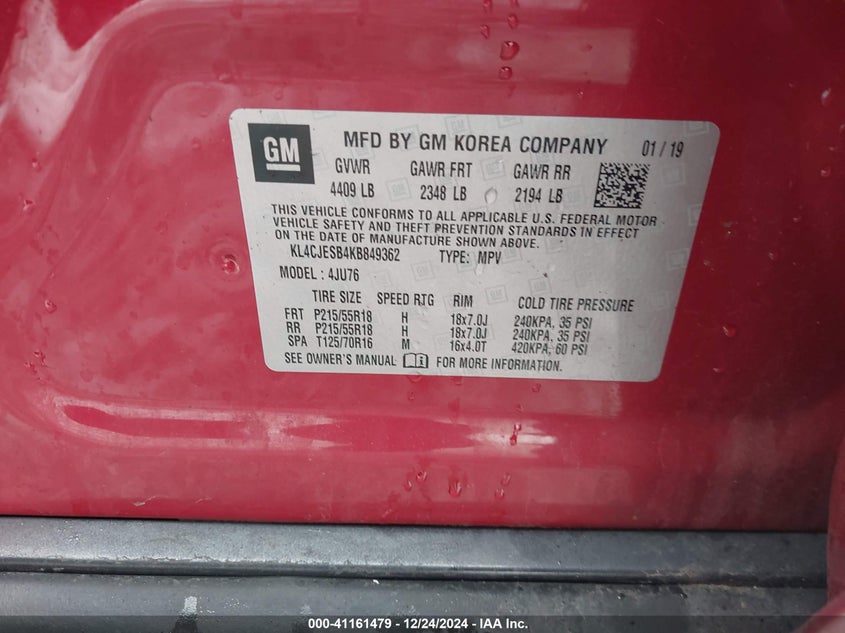 GM
MFD BY GM KOREA COMPANY 01 / 19
GVWR GAWR FRT GAWR RR
4409 LB 2348 LB 2194 LB
THIS VEHICLE CONFORMS TO ALL APPLICABLE U.S. FEDERAL MOTOR
VEHICLE SAFETY AND THEFT PREVENTION STANDARDS IN EFFECT
ON THE DATE OF MANUFACTURE SHOWN ABOVE.
KL4CJESB4KB849362 TYPE: MPV
MODEL : 4JU76
TIRE SIZE SPEED RTG RIM COLD TIRE PRESSURE
FRT P215/55R18 H 18x7.0J 240KPA, 35 PSI
RR P215/55R18 H 18x7.0J 240KPA, 35 PSI
SPA T125/70R16 M 16x4.0T 420KPA, 60 PSI
SEE OWNER'S MANUAL FOR MORE INFORMATION.
000-41161479 - 12/24/2024 - IAA Inc.